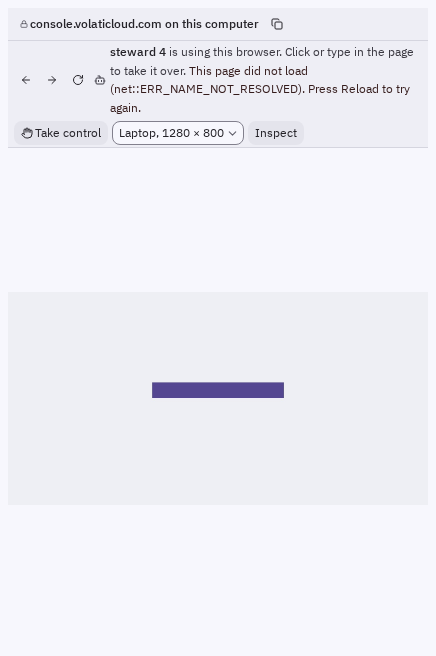 console.volaticloud.com on this computer
steward 4 is using this browser. Click or type in the page
to take it over. This page did not load
(net::ERR_NAME_NOT_RESOLVED). Press Reload to try
again.
Take control
Laptop, 1280 × 800
Inspect